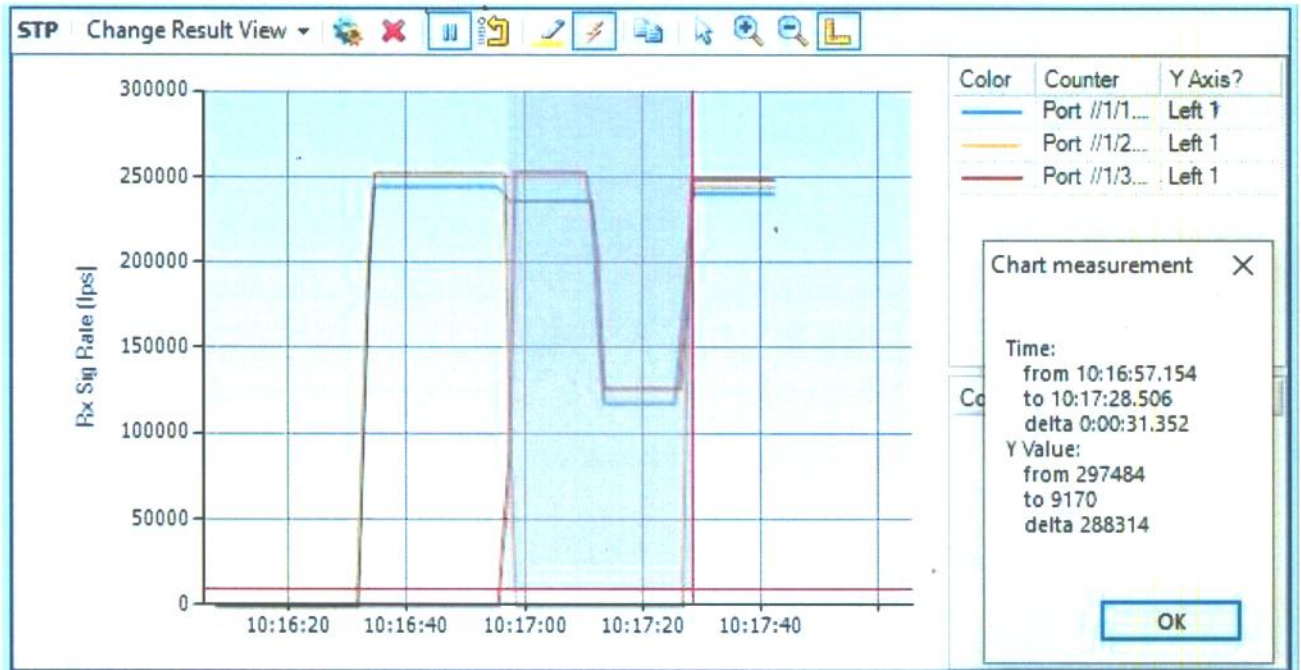 STP Change Result View
300000
250000
200000
150000
100000
50000
0
Rx Sig Rate (fps)
10:16:20 10:16:40 10:17:00 10:17:20 10:17:40
Color Counter Y Axis?
Port //1/1... Left 1
Port //1/2... Left 1
Port //1/3... Left 1
Co
Chart measurement
Time:
from 10:16:57.154
to 10:17:28.506
delta 0:00:31.352
Y Value:
from 297484
to 9170
delta 288314
OK